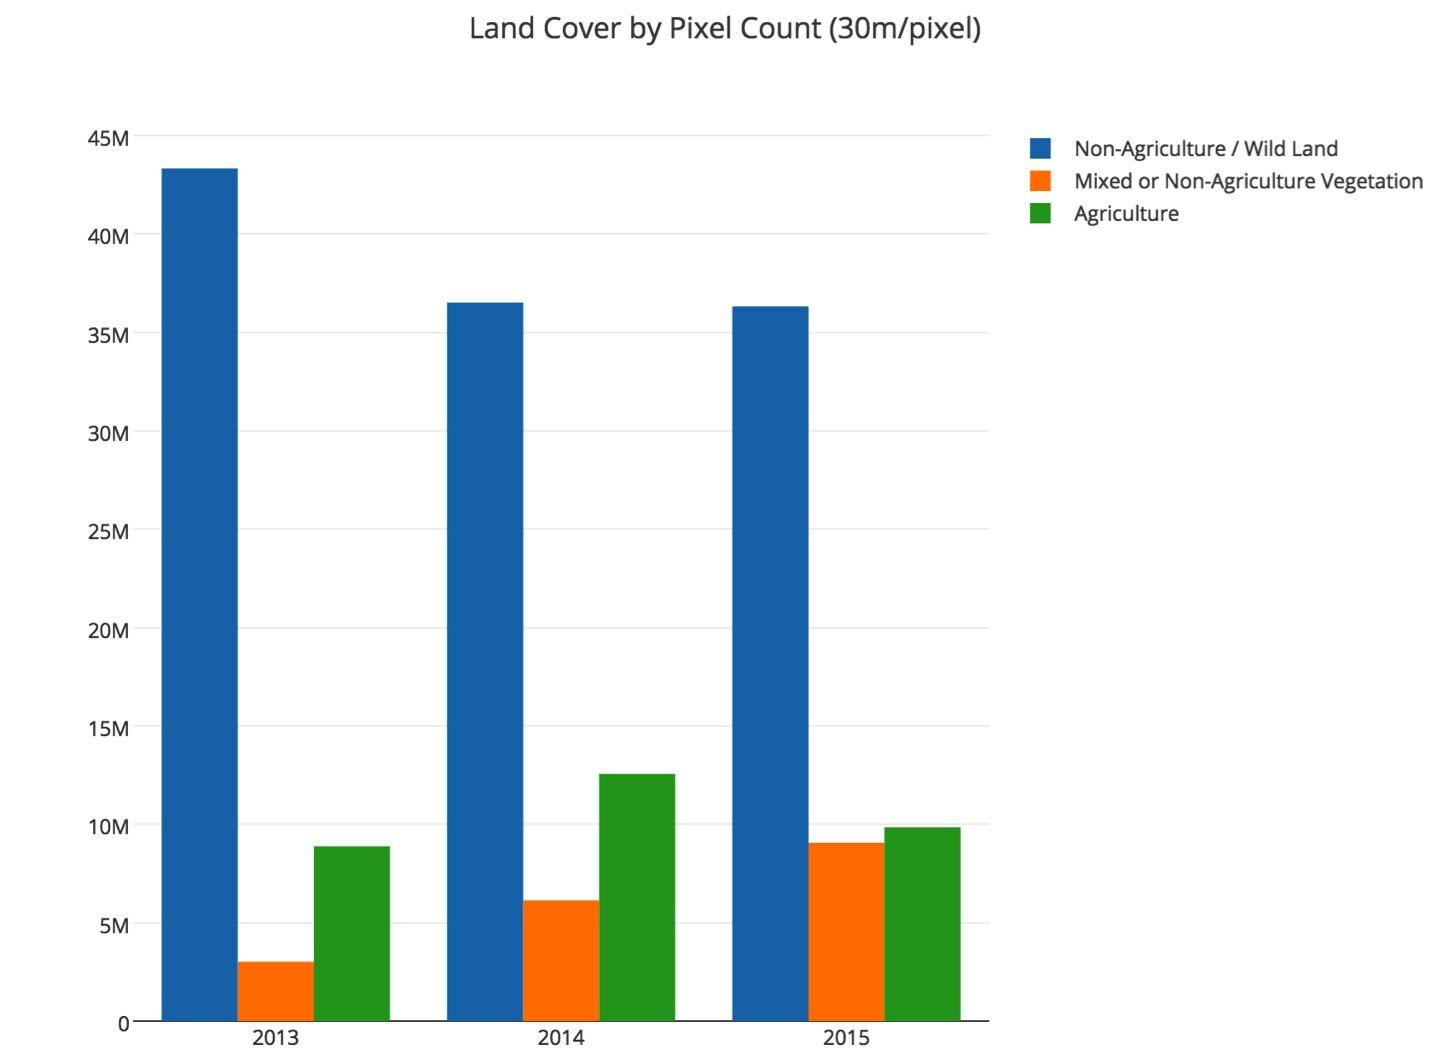 Land Cover by Pixel Count (30m/pixel)
45M
40M
35M
30M
25M
20M
15M
10M
5M
0
2013
2014
2015
Non-Agriculture / Wild Land
Mixed or Non-Agriculture Vegetation
Agriculture